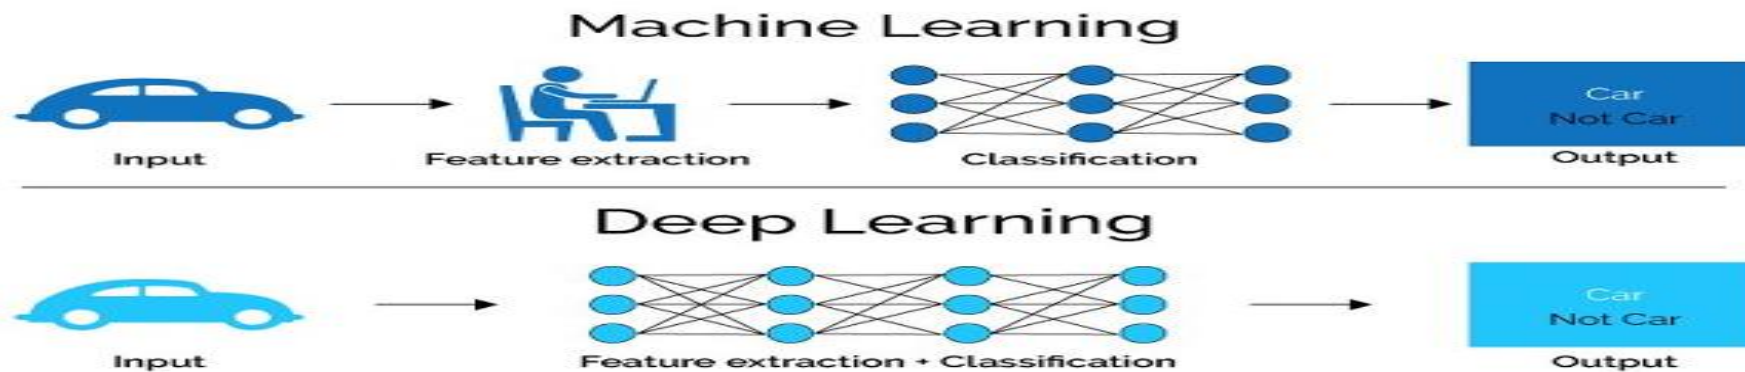 Machine Learning
Car
Not Car
Input
Feature extraction
Classification
Output
Deep Learning
Car
Not Car
Input
Feature extraction + Classification
Output